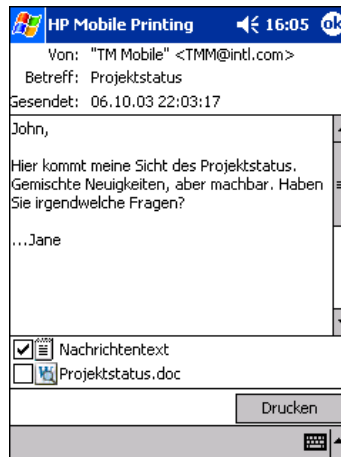 HP Mobile Printing 16:05 ok
Von: "TM Mobile" <TMM@intl.com>
Betreff: Projektstatus
Gesendet: 06.10.03 22:03:17
John,
Hier kommt meine Sicht des Projektstatus.
Gemischte Neuigkeiten, aber machbar. Haben
Sie irgendwelche Fragen?
...Jane
Nachrichtentext
Projektstatus.doc
Drucken